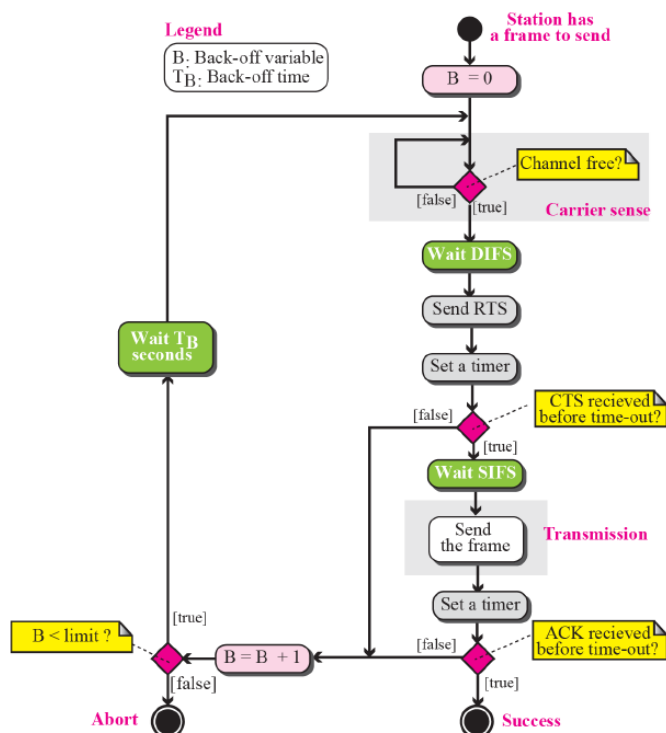 Legend
B: Back-off variable
TB: Back-off time
Station has
a frame to send
B = 0
Channel free?
[false]
[true]
Carrier sense
Wait DIFS
Send RTS
Wait TB
seconds
Set a timer
CTS recieved
before time-out?
[false]
[true]
Wait SIFS
Send
the frame
Transmission
Set a timer
B < limit ?
[true]
B = B + 1
[false]
ACK recieved
before time-out?
[false]
[true]
Abort
Success